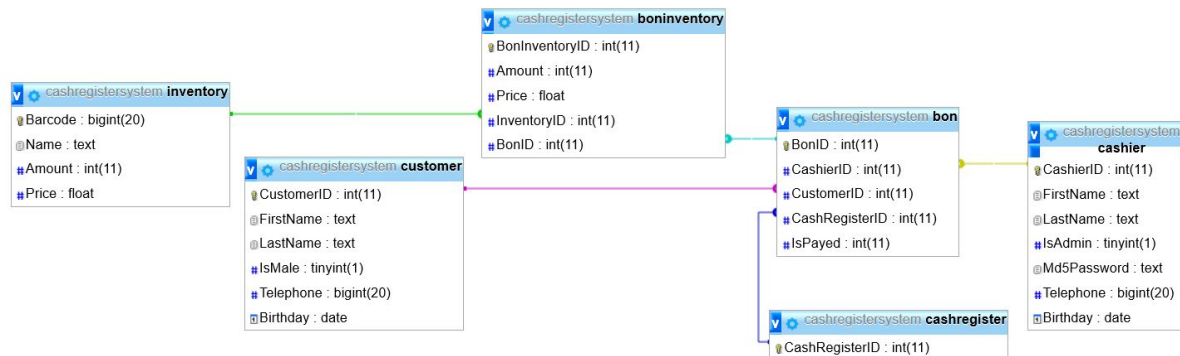 cashregistersystem boninventory
BonInventoryID : int(11)
Amount : int(11)
Price : float
InventoryID : int(11)
BonID : int(11)
cashregistersystem inventory
Barcode : bigint(20)
Name : text
Amount : int(11)
Price : float
cashregistersystem customer
CustomerID : int(11)
FirstName : text
LastName : text
IsMale : tinyint(1)
Telephone : bigint(20)
Birthday : date
cashregistersystem bon
BonID : int(11)
CashierID : int(11)
CustomerID : int(11)
CashRegisterID : int(11)
IsPayed : int(11)
cashregistersystem
cashier
CashierID : int(11)
FirstName : text
LastName : text
IsAdmin : tinyint(1)
Md5Password : text
Telephone : bigint(20)
Birthday : date
cashregistersystem cashregister
CashRegisterID : int(11)